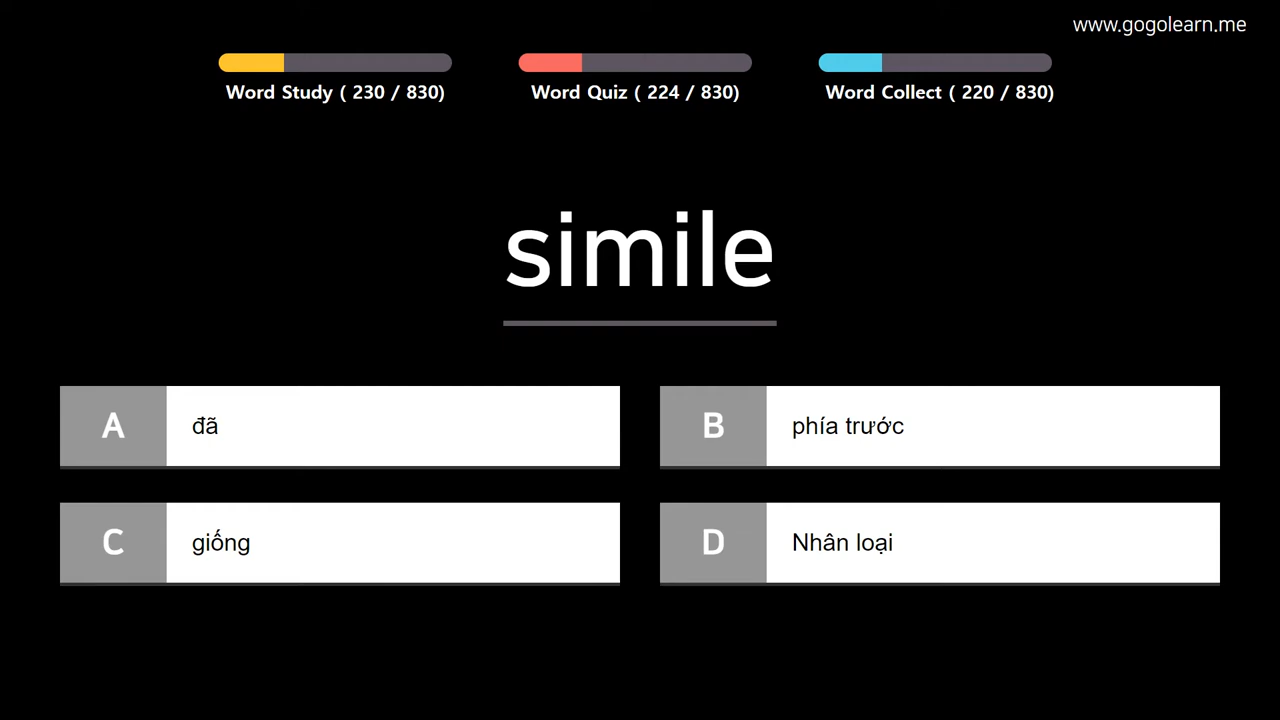 www.gogolearn.me
Word Study ( 230 / 830)
Word Quiz ( 224 / 830)
Word Collect ( 220 / 830)
simile
A đã
B phía trước
C giống
D Nhân loại